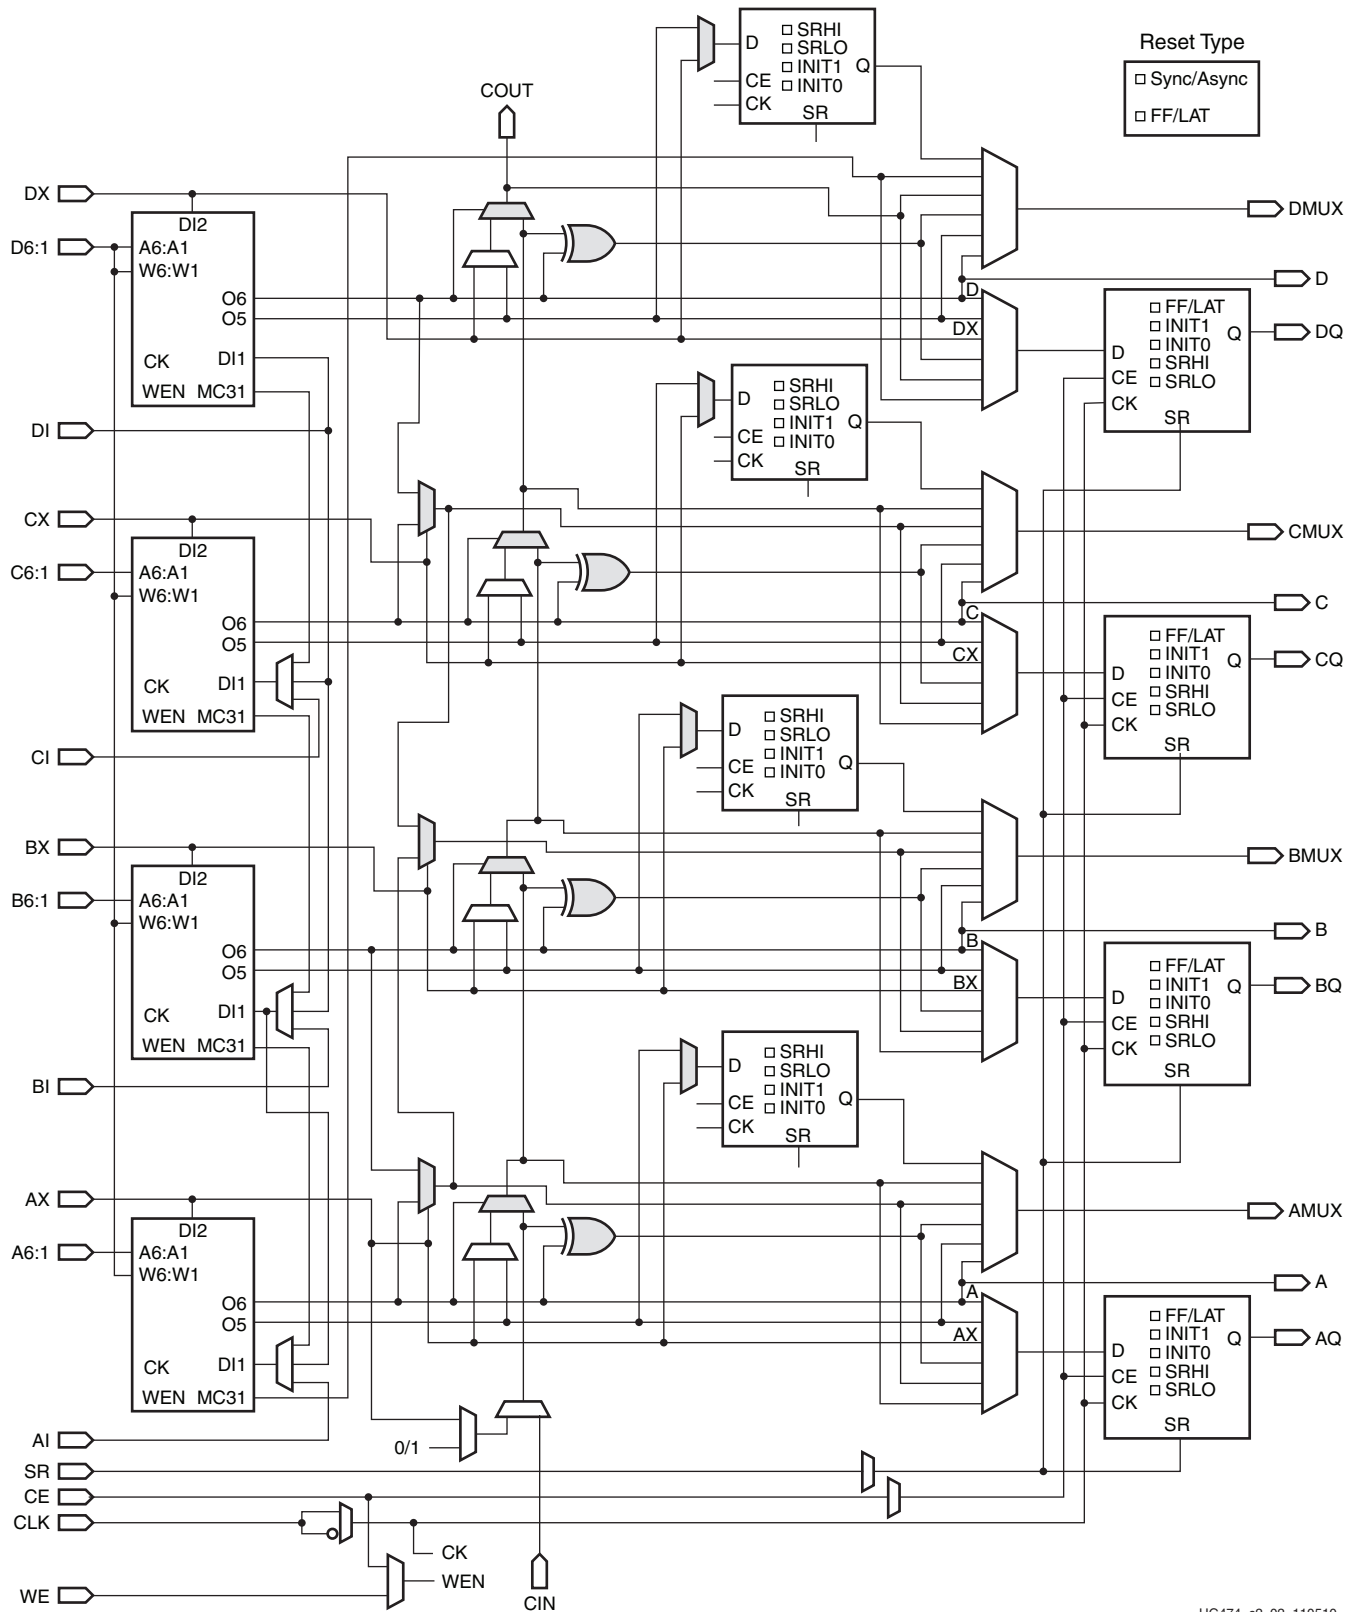 SRHI
SRLO
INIT1
INIT0
D
CE
CK
Q
SR
Reset Type
Sync/Async
FF/LAT
COUT
DX
DI2
D6:1
A6:A1
W6:W1
O6
O5
CK
DI1
WEN MC31
DMUX
D
D
DX
FF/LAT
INIT1
INIT0
SRHI
SRLO
D
CE
CK
Q
SR
DQ
DI
SRHI
SRLO
INIT1
INIT0
D
CE
CK
Q
SR
CX
DI2
C6:1
A6:A1
W6:W1
O6
O5
CK
DI1
WEN MC31
CMUX
C
C
CX
FF/LAT
INIT1
INIT0
SRHI
SRLO
D
CE
CK
Q
SR
CQ
CI
SRHI
SRLO
INIT1
INIT0
D
CE
CK
Q
SR
BX
DI2
B6:1
A6:A1
W6:W1
O6
O5
CK
DI1
WEN MC31
BMUX
B
B
BX
FF/LAT
INIT1
INIT0
SRHI
SRLO
D
CE
CK
Q
SR
BQ
BI
SRHI
SRLO
INIT1
INIT0
D
CE
CK
Q
SR
AX
DI2
A6:1
A6:A1
W6:W1
O6
O5
CK
DI1
WEN MC31
AMUX
A
A
AX
FF/LAT
INIT1
INIT0
SRHI
SRLO
D
CE
CK
Q
SR
AQ
AI
0/1
SR
CE
CLK
CK
WEN
WE
CIN